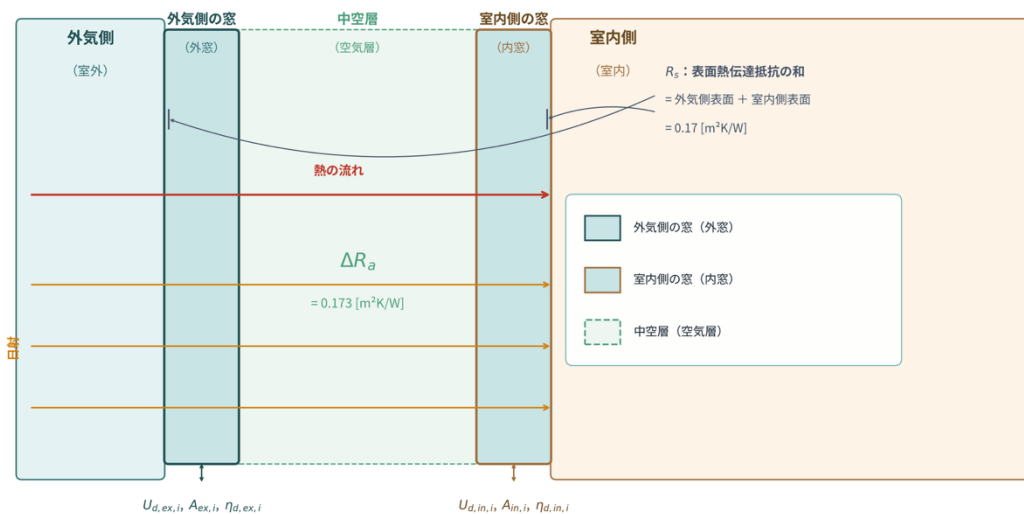 外気側
（室外）
外気側の窓
（外窓）
中空層
（空気層）
室内側の窓
（内窓）
室内側
（室内）
Rs：表面熱伝達抵抗の和
= 外気側表面 + 室内側表面
= 0.17 [m²K/W]
熱の流れ
ΔRa
= 0.173 [m²K/W]
日射
外気側の窓（外窓）
室内側の窓（内窓）
中空層（空気層）
Ud,ex,i, Aex,i, ηd,ex,i
Ud,in,i, Ain,i, ηd,in,i